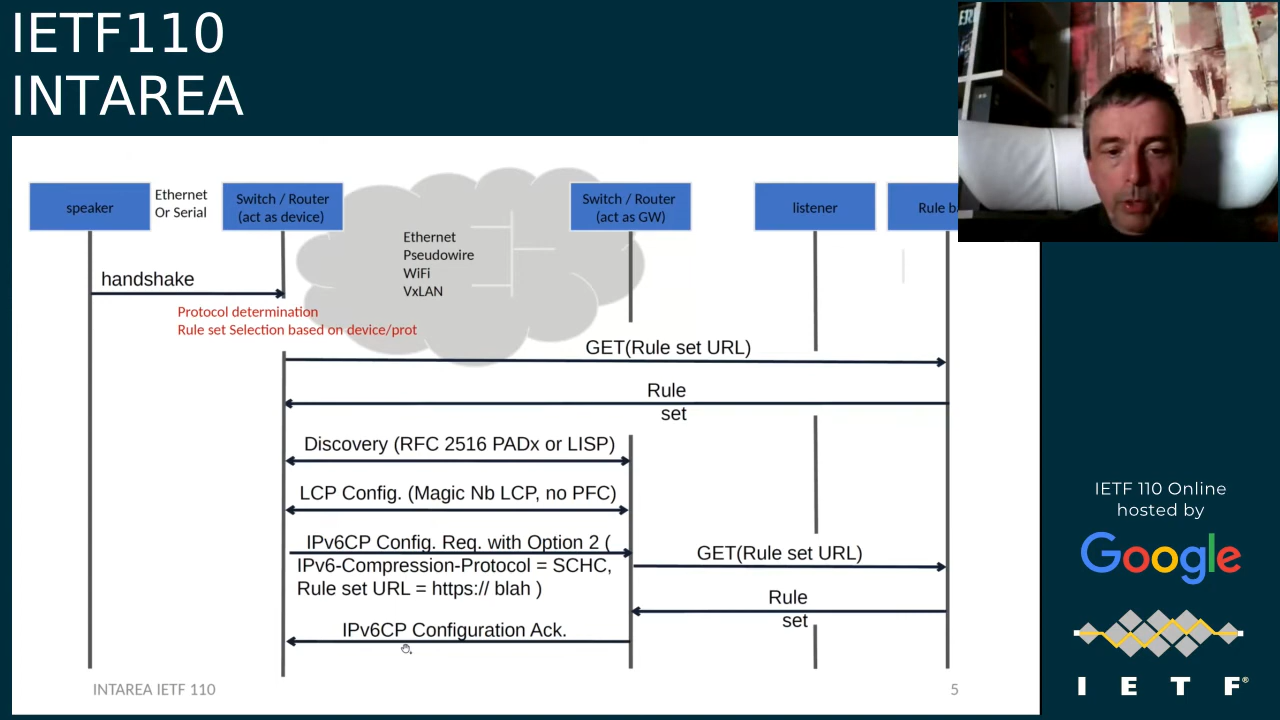 IETF110
INTAREA
speaker
Ethernet
Or Serial
Switch / Router
(act as device)
Switch / Router
(act as GW)
listener
Rule b
Ethernet
Pseudowire
WiFi
VxLAN
handshake
Protocol determination
Rule set Selection based on device/prot
GET(Rule set URL)
Rule
set
Discovery (RFC 2516 PADx or LISP)
LCP Config. (Magic Nb LCP, no PFC)
IPv6CP Config. Req. with Option 2 (
IPv6-Compression-Protocol = SCHC,
Rule set URL = https:// blah )
GET(Rule set URL)
Rule
set
IPv6CP Configuration Ack.
INTAREA IETF 110
5
IETF 110 Online
hosted by
Google
I E T F®